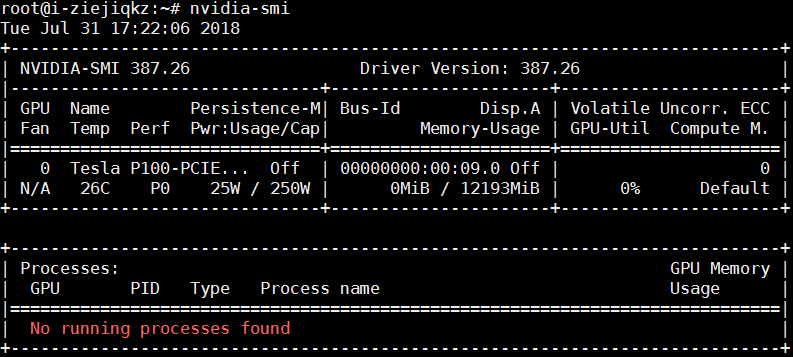 root@i-ziejiqkz:~# nvidia-smi
Tue Jul 31 17:22:06 2018
+-----------------------------------------------------------------------------+
| NVIDIA-SMI 387.26                 Driver Version: 387.26                    |
|-------------------------------+----------------------+----------------------+
| GPU  Name        Persistence-M| Bus-Id        Disp.A | Volatile Uncorr. ECC |
| Fan  Temp  Perf  Pwr:Usage/Cap|         Memory-Usage | GPU-Util  Compute M. |
|===============================+======================+======================|
|   0  Tesla P100-PCIE...  Off  | 00000000:00:09.0 Off |                    0 |
| N/A   26C    P0    25W / 250W |      0MiB / 12193MiB |      0%      Default |
+-------------------------------+----------------------+----------------------+
+-----------------------------------------------------------------------------+
| Processes:                                                       GPU Memory |
|  GPU       PID   Type   Process name                             Usage      |
|=============================================================================|
|  No running processes found                                                 |
+-----------------------------------------------------------------------------+